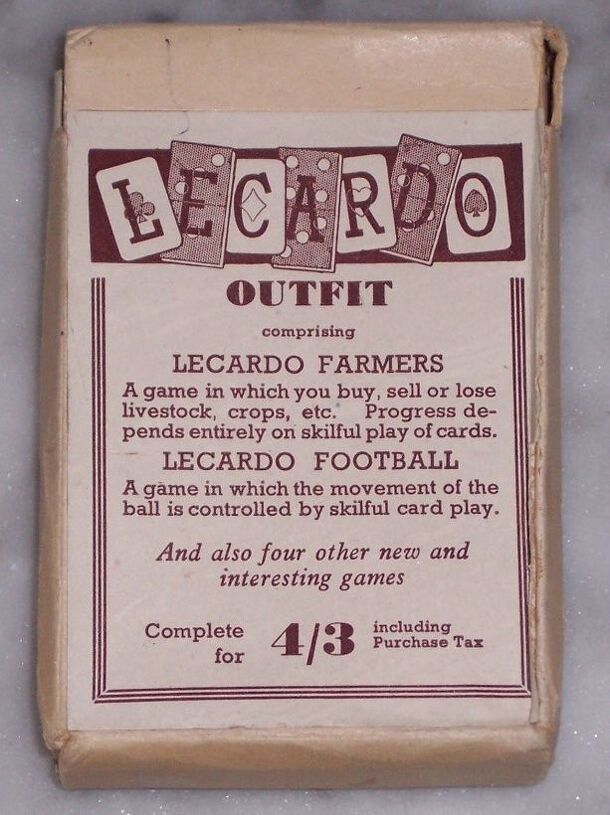 LECARDO
OUTFIT
comprising
LECARDO FARMERS
A game in which you buy, sell or lose
livestock, crops, etc. Progress de-
pends entirely on skilful play of cards.
LECARDO FOOTBALL
A game in which the movement of the
ball is controlled by skilful card play.
And also four other new and
interesting games
Complete for 4/3 including Purchase Tax